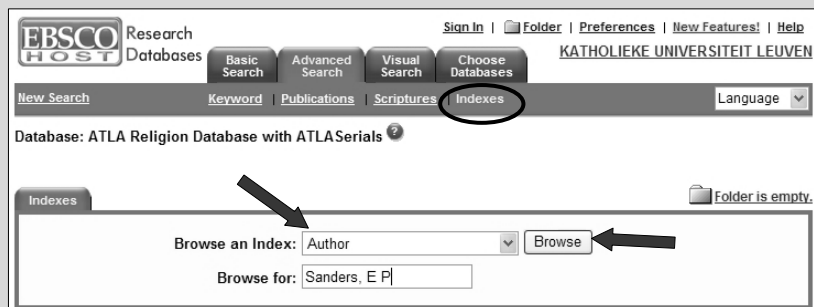 EBSCO HOST Research Databases
Sign In | Folder | Preferences | New Features! | Help
KATHOLIEKE UNIVERSITEIT LEUVEN
Basic Search Advanced Search Visual Search Choose Databases
New Search Keyword | Publications | Scriptures | Indexes Language
Database: ATLA Religion Database with ATLASerials ?
Indexes Folder is empty.
Browse an Index: Author Browse
Browse for: Sanders, E P